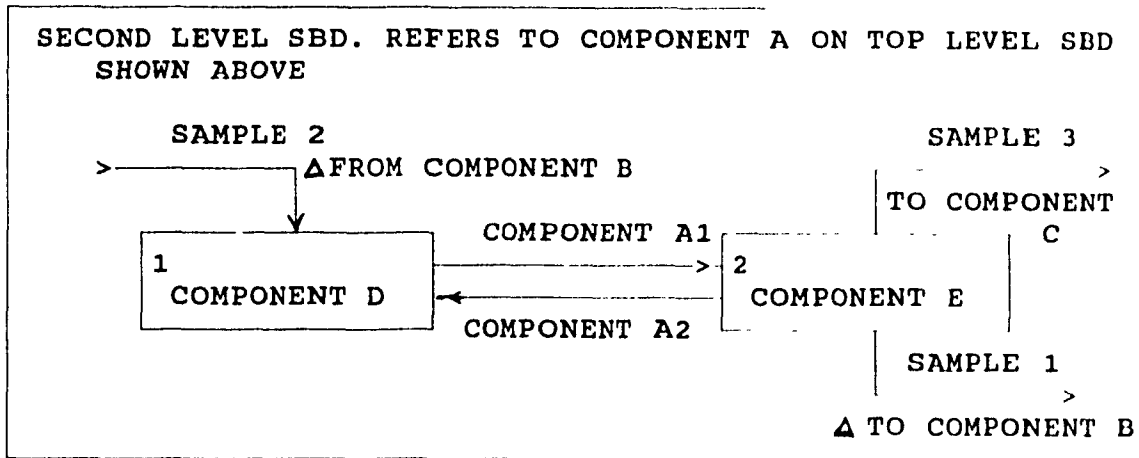 SECOND LEVEL SBD. REFERS TO COMPONENT A ON TOP LEVEL SBD
SHOWN ABOVE
SAMPLE 2
SAMPLE 3
> Δ FROM COMPONENT B
>
TO COMPONENT
C
COMPONENT A1
1
> 2
COMPONENT D
COMPONENT E
COMPONENT A2
SAMPLE 1
>
Δ TO COMPONENT B